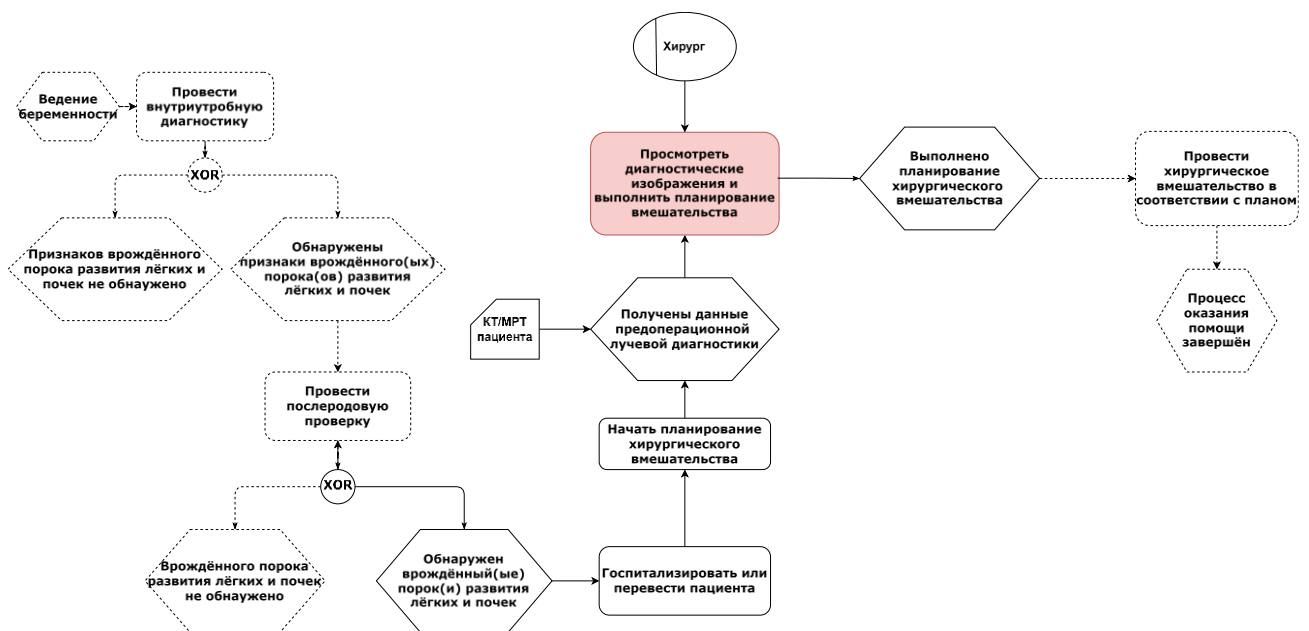 Хирург
Ведение
беременности
Провести
внутриутробную
диагностику
XOR
Признаков врождённого
порока развития лёгких и
почек не обнаужено
Обнаружены
признаки врождённого(ых)
порока(ов) развития
лёгких и почек
Провести
послеродовую
проверку
XOR
Врождённого порока
развития лёгких и почек
не обнаужено
Обнаружен
врождённый(ые)
порок(и) развития
лёгких и почек
Госпитализировать или
перевести пациента
Начать планирование
хирургического
вмешательства
КТ/МРТ
пациента
Получены данные
предоперационной
лучевой диагностики
Просмотреть
диагностические
изображения и
выполнить планирование
вмешательства
Выполнено
планирование
хирургического
вмешательства
Провести
хирургическое
вмешательство в
соответствии с планом
Процесс
оказания
помощи
завершён